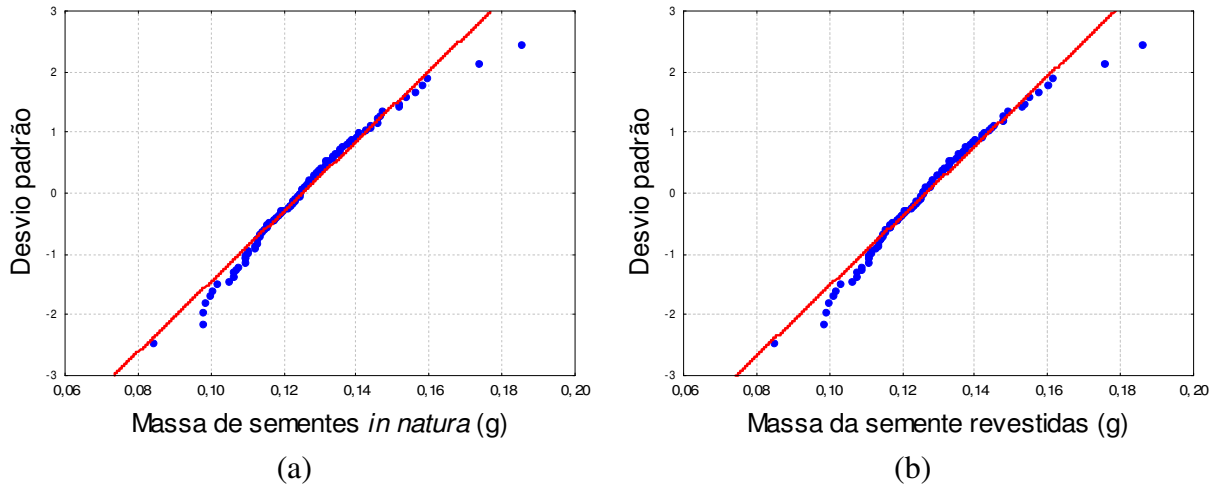 3
2
1
0
-1
-2
-3
0,06 0,08 0,10 0,12 0,14 0,16 0,18 0,20
Desvio padrão
Massa de sementes in natura (g)
(a)
3
2
1
0
-1
-2
-3
0,06 0,08 0,10 0,12 0,14 0,16 0,18 0,20
Desvio padrão
Massa da semente revestidas (g)
(b)